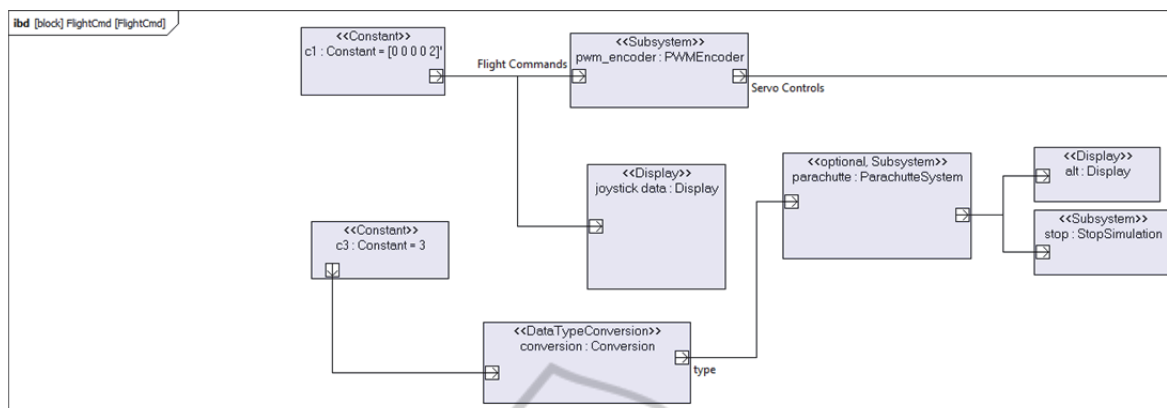 ibd [block] FlightCmd [FlightCmd]
<<Constant>>
c1 : Constant = [0 0 0 0 2]'
Flight Commands
<<Subsystem>>
pwm_encoder : PWMEncoder
Servo Controls
<<Display>>
joystick data : Display
<<optional, Subsystem>>
parachutte : ParachutteSystem
<<Display>>
alt : Display
<<Subsystem>>
stop : StopSimulation
<<Constant>>
c3 : Constant = 3
<<DataTypeConversion>>
conversion : Conversion
type